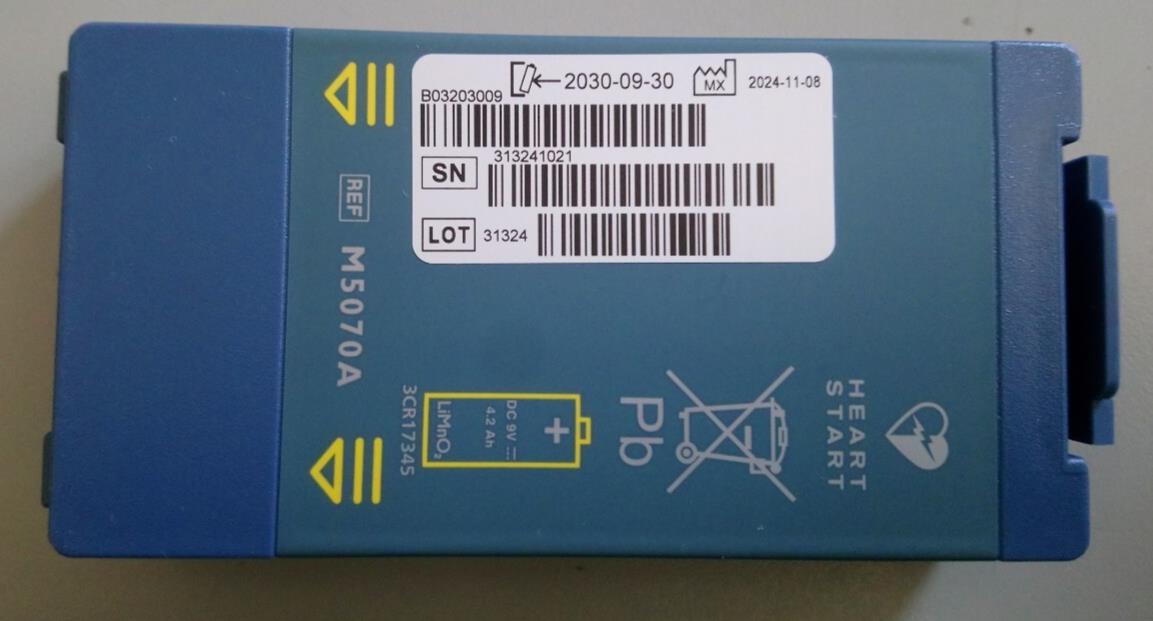 2030-09-30
MX
2024-11-08
B03203009
313241021
SN
LOT 31324
REF M5070A
3CR17345
LiMnO₂
4.2 Ah
DC 9V
+
-
Pb
HEART
START